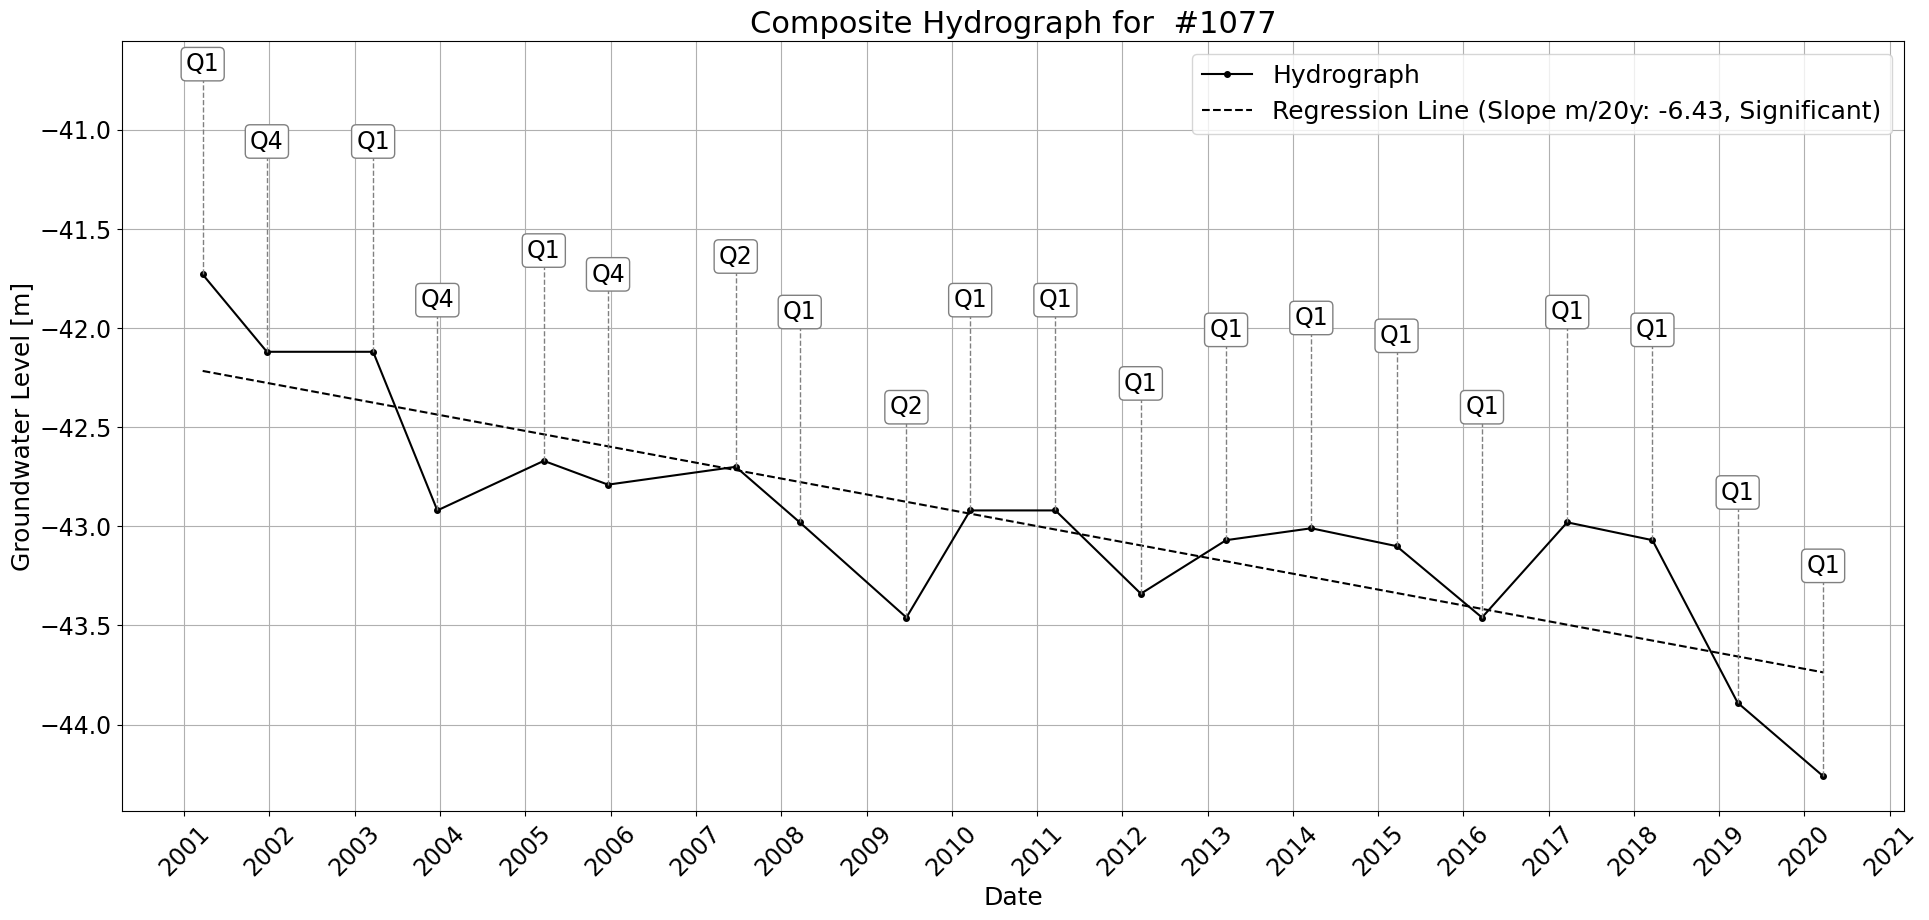 Composite Hydrograph for  #1077
Hydrograph
Regression Line (Slope m/20y: -6.43, Significant)
Groundwater Level [m]
−41.0
−41.5
−42.0
−42.5
−43.0
−43.5
−44.0
Q1
Q4
Q1
Q4
Q1
Q4
Q2
Q1
Q2
Q1
Q1
Q1
Q1
Q1
Q1
Q1
Q1
Q1
Q1
Q1
2001
2002
2003
2004
2005
2006
2007
2008
2009
2010
2011
2012
2013
2014
2015
2016
2017
2018
2019
2020
2021
Date